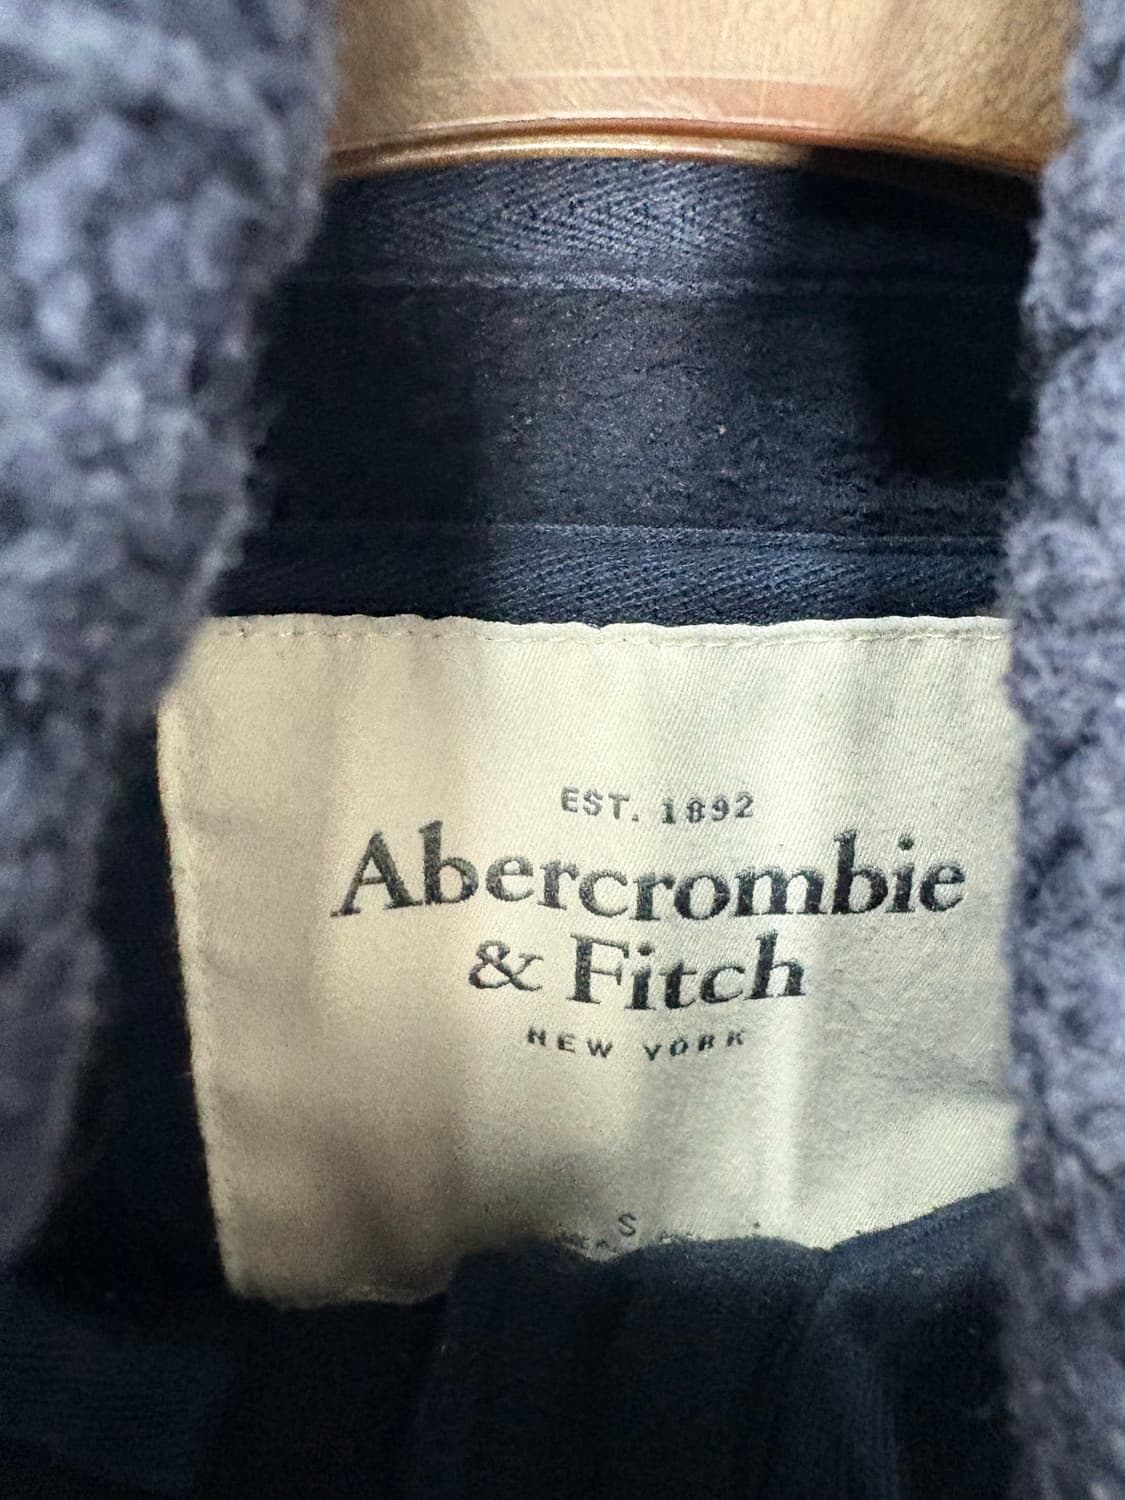 EST. 1892
Abercrombie
& Fitch
NEW YORK
S